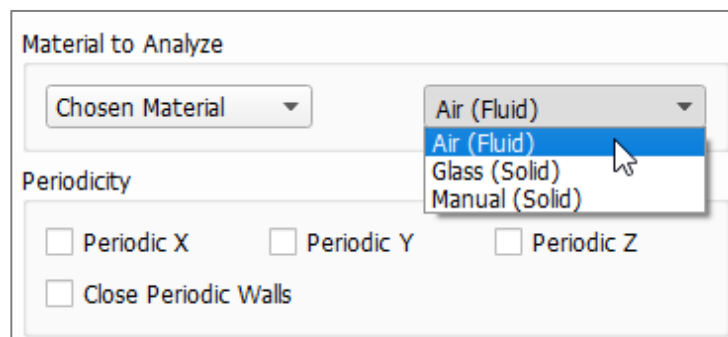 Material to Analyze
Chosen Material Air (Fluid)
Air (Fluid)
Glass (Solid)
Manual (Solid)
Periodicity
Periodic X Periodic Y Periodic Z
Close Periodic Walls